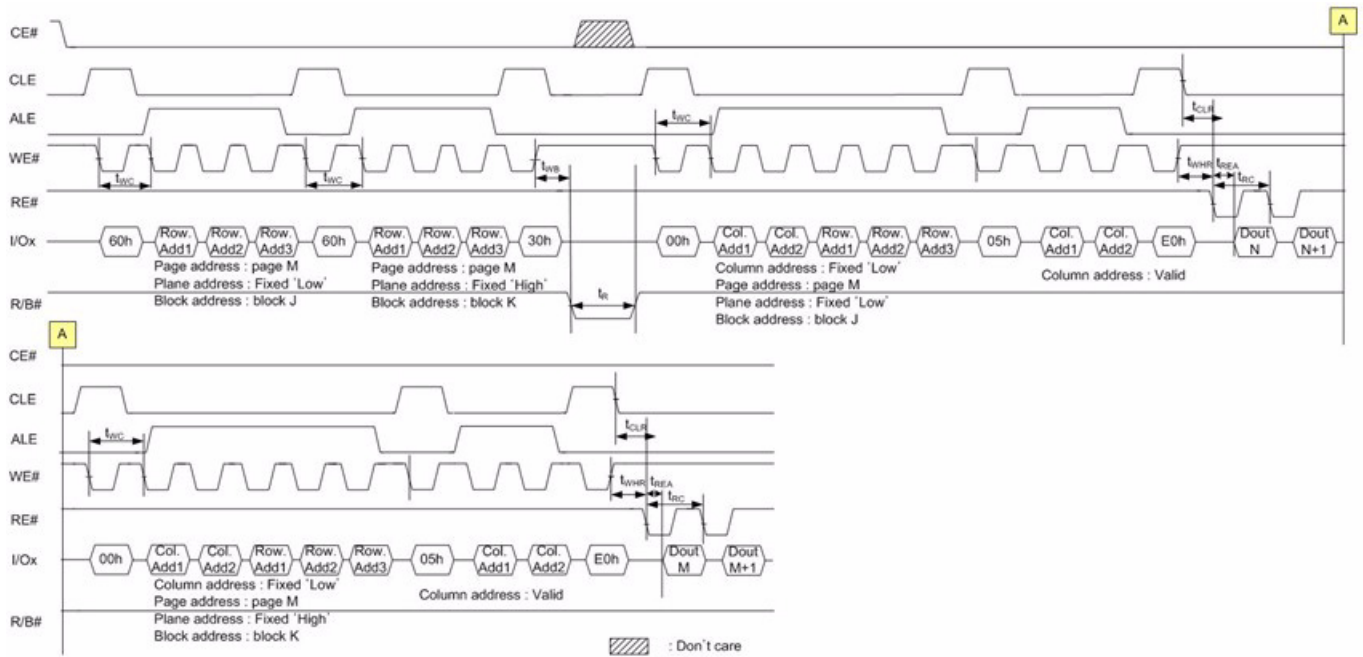 A
CE#
CLE
tCLR
ALE
tWC
WE#
tWC
tWC
tWB
tWHR
tREA
tRC
RE#
I/Ox
60h
Row. Add1
Row. Add2
Row. Add3
60h
Row. Add1
Row. Add2
Row. Add3
30h
00h
Col. Add1
Col. Add2
Row. Add1
Row. Add2
Row. Add3
05h
Col. Add1
Col. Add2
E0h
Dout N
Dout N+1
Page address : page M
Plane address : Fixed ‘Low’
Block address : block J
Page address : page M
Plane address : Fixed ‘High’
Block address : block K
Column address : Fixed ‘Low’
Page address : page M
Plane address : Fixed ‘Low’
Block address : block J
Column address : Valid
R/B#
tR
A
CE#
CLE
tCLR
ALE
tWC
WE#
tWHR
tREA
tRC
RE#
I/Ox
00h
Col. Add1
Col. Add2
Row. Add1
Row. Add2
Row. Add3
05h
Col. Add1
Col. Add2
E0h
Dout M
Dout M+1
Column address : Fixed ‘Low’
Page address : page M
Plane address : Fixed ‘High’
Block address : block K
Column address : Valid
R/B#
: Don`t care